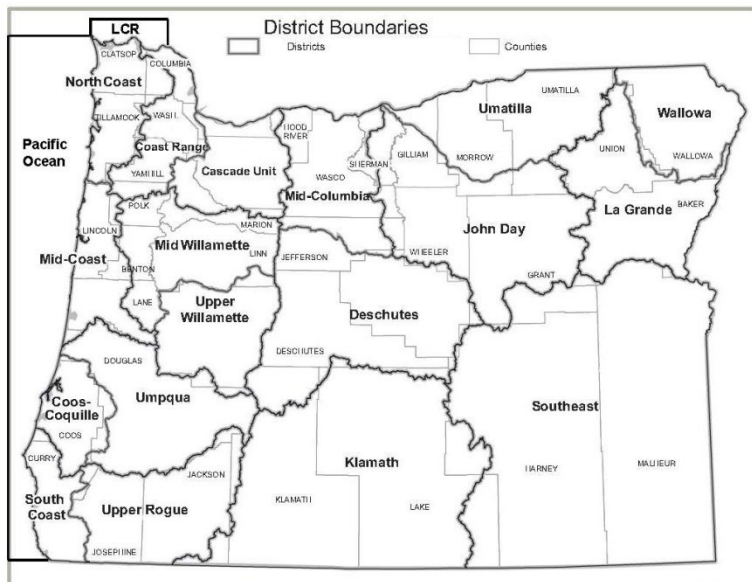 LCR
District Boundaries
Districts
Counties
CLATSOP
COLUMBIA
North Coast
Pacific
Ocean
TILLAMOOK
WASH.
Coast Range
YAMHILL
Cascade Unit
HOOD
RIVER
WASCO
SHERMAN
Mid-Columbia
GILLIAM
MORROW
Umatilla
UMATILLA
UNION
Wallowa
WALLOWA
La Grande
BAKER
POLK
LINCOLN
Mid-Coast
MARION
Mid Willamette
LINN
BENTON
LANE
JEFFERSON
WHEELER
John Day
GRANT
Upper
Willamette
Deschutes
DESCHUTES
DOUGLAS
Umpqua
Coos-
Coquille
COOS
CURRY
South
Coast
JACKSON
Upper Rogue
JOSEPHINE
Klamath
KLAMATH
LAKE
Southeast
HARNEY
MALHEUR